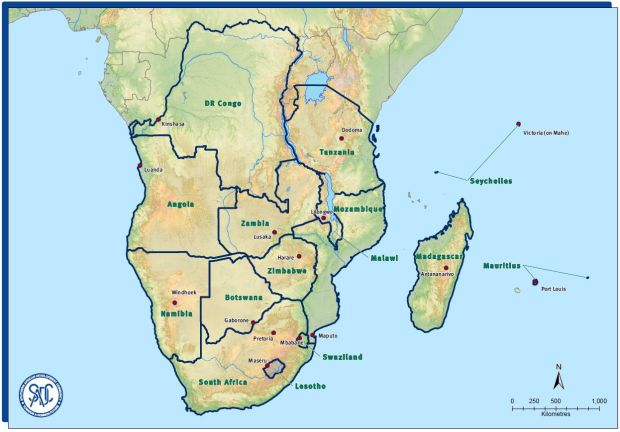 DR Congo
Kinshasa
Dodoma
Victoria (on Mahe)
Tanzania
Luanda
Seychelles
Angola
Mozambique
Lilongwe
Zambia
Lusaka
Malawi
Harare
Madagascar
Zimbabwe
Antananarivo
Mauritius
Windhoek
Botswana
Port Louis
Namibia
Gaborone
Pretoria
Mbabane
Maputo
Swaziland
Maseru
South Africa
Losotho
N
0 250 500 1,000
Kilometres